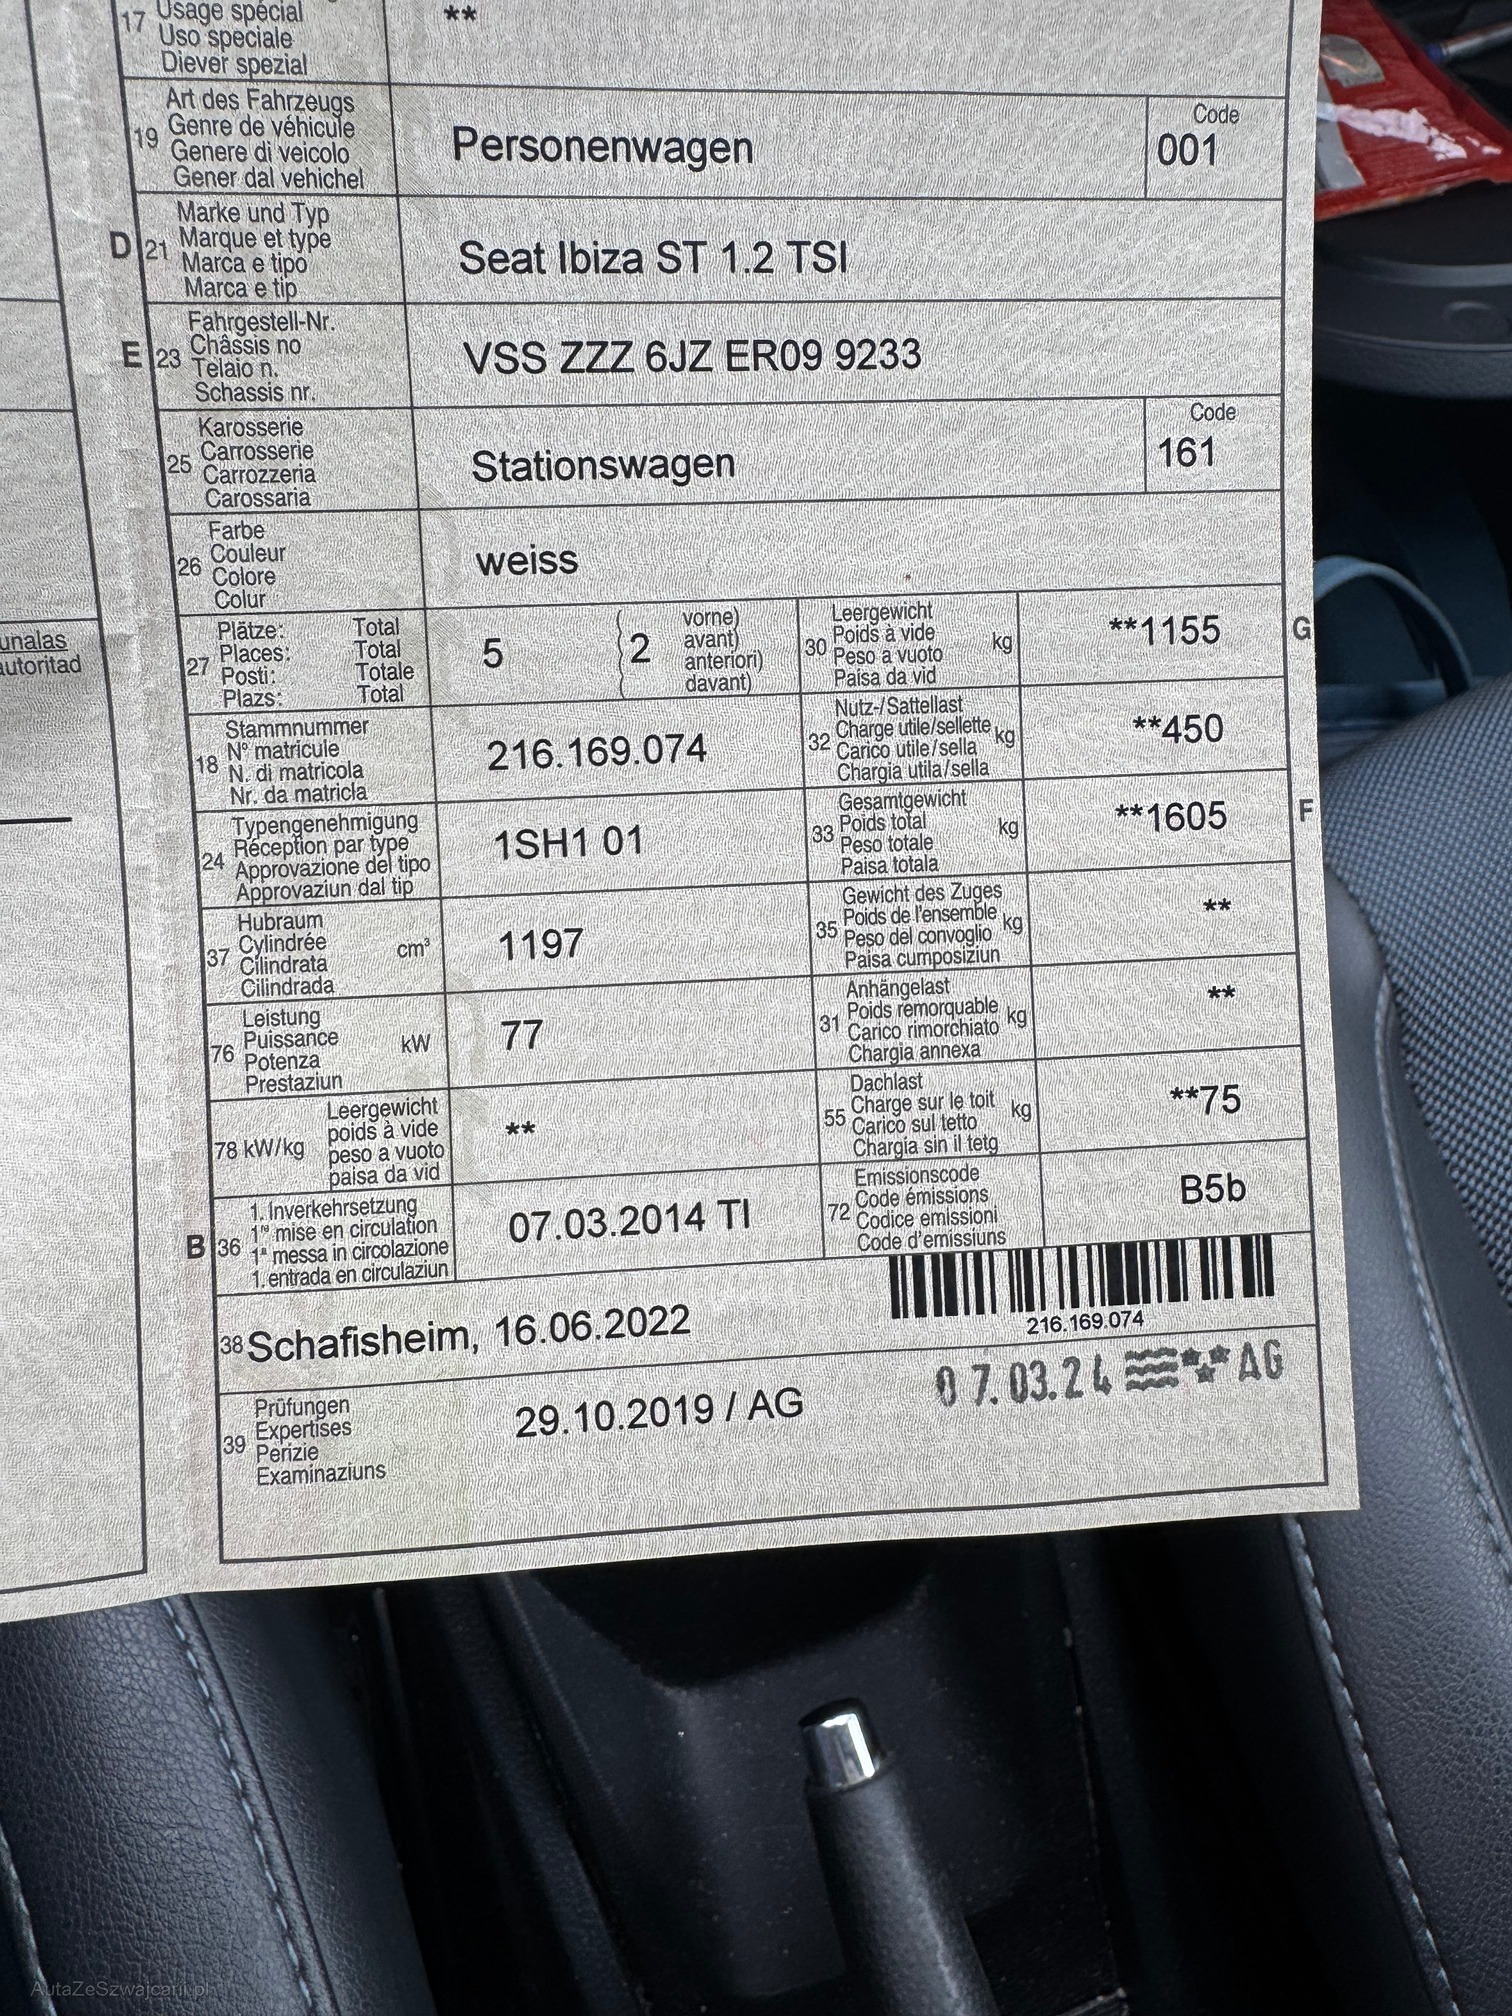 17 Usage spécial
Uso speciale
Diever spezial
**
19 Art des Fahrzeugs
Genre de véhicule
Genere di veicolo
Gener dal vehichel
Personenwagen
Code
001
D 21 Marke und Typ
Marque et type
Marca e tipo
Marca e tip
Seat Ibiza ST 1.2 TSI
E 23 Fahrgestell-Nr.
Châssis no
Telaio n.
Schassis nr.
VSS ZZZ 6JZ ER09 9233
25 Karosserie
Carrosserie
Carrozzeria
Carossaria
Stationswagen
Code
161
26 Farbe
Couleur
Colore
Colur
weiss
unalas
autoritad
27 Plätze: Total
Places: Total
Posti: Totale
Plazs: Total
5
2
vorne)
avant)
anteriori)
davant)
30 Leergewicht
Poids à vide
Peso a vuoto
Paisa da vid
kg
**1155
G
18 Stammnummer
N° matricule
N. di matricola
Nr. da matricla
216.169.074
32 Nutz-/Sattellast
Charge utile/sellette
Carico utile/sella
Chargia utila/sella
kg
**450
24 Typengenehmigung
Réception par type
Approvazione del tipo
Approvaziun dal tip
1SH1 01
33 Gesamtgewicht
Poids total
Peso totale
Paisa totala
kg
**1605
F
37 Hubraum
Cylindrée
Cilindrata
Cilindrada
cm³
1197
35 Gewicht des Zuges
Poids de l'ensemble
Peso del convoglio
Paisa cumposiziun
kg
**
76 Leistung
Puissance
Potenza
Prestaziun
kW
77
31 Anhängelast
Poids remorquable
Carico rimorchiato
Chargia annexa
kg
**
78 kW/kg
Leergewicht
poids à vide
peso a vuoto
paisa da vid
**
55 Dachlast
Charge sur le toit
Carico sul tetto
Chargia sin il tetg
kg
**75
B 36 1. Inverkehrsetzung
1re mise en circulation
1a messa in circolazione
1. entrada en circulaziun
07.03.2014 TI
72 Emissionscode
Code émissions
Codice emissioni
Code d'emissiuns
B5b
38 Schafisheim, 16.06.2022
216.169.074
39 Prüfungen
Expertises
Perizie
Examinaziuns
29.10.2019 / AG
07.03.24 AG
AutaZeSzwajcarii.pl